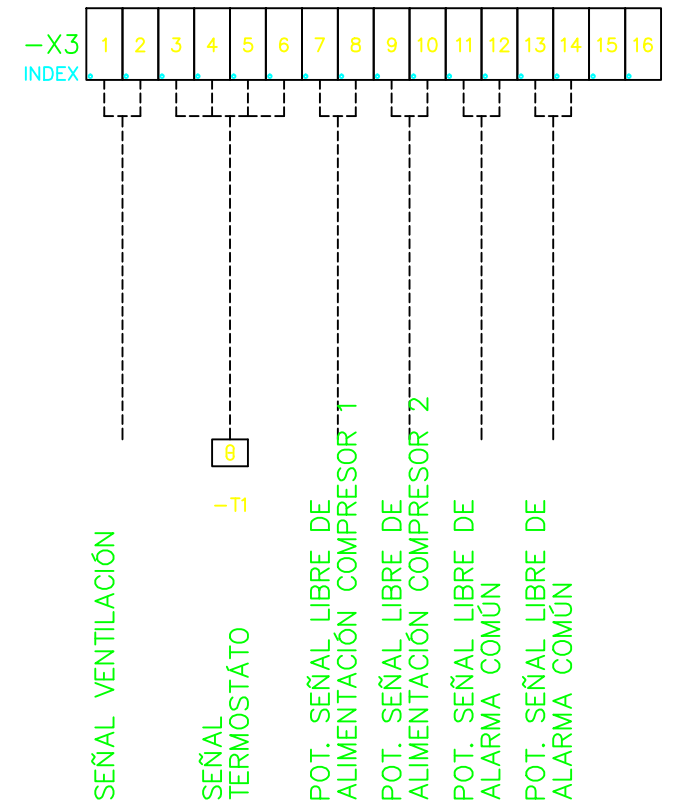 -X3 1 2 3 4 5 6 7 8 9 10 11 12 13 14 15 16
INDEX
8
-T1
SEÑAL VENTILACIÓN
SEÑAL
TERMOSTÁTO
POT. SEÑAL LIBRE DE
ALIMENTACIÓN COMPRESOR 1
POT. SEÑAL LIBRE DE
ALIMENTACIÓN COMPRESOR 2
POT. SEÑAL LIBRE DE
ALARMA COMÚN
POT. SEÑAL LIBRE DE
ALARMA COMÚN